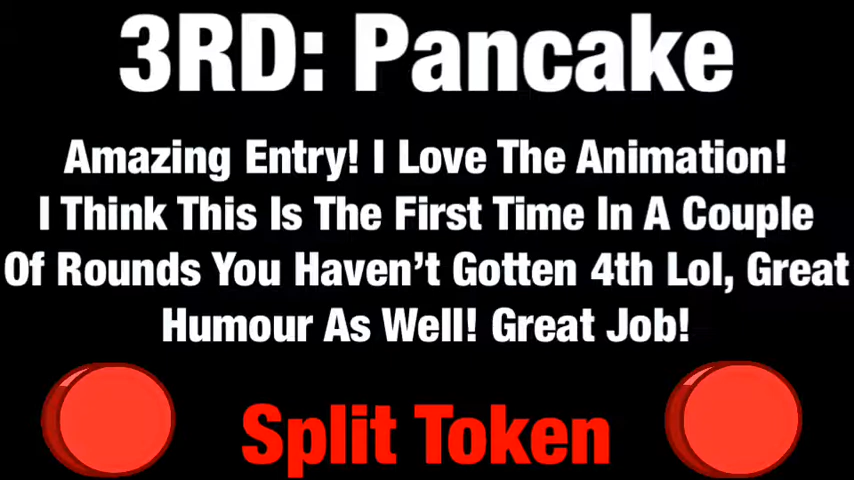 3RD: Pancake
Amazing Entry! I Love The Animation!
I Think This Is The First Time In A Couple
Of Rounds You Haven’t Gotten 4th Lol, Great
Humour As Well! Great Job!
Split Token